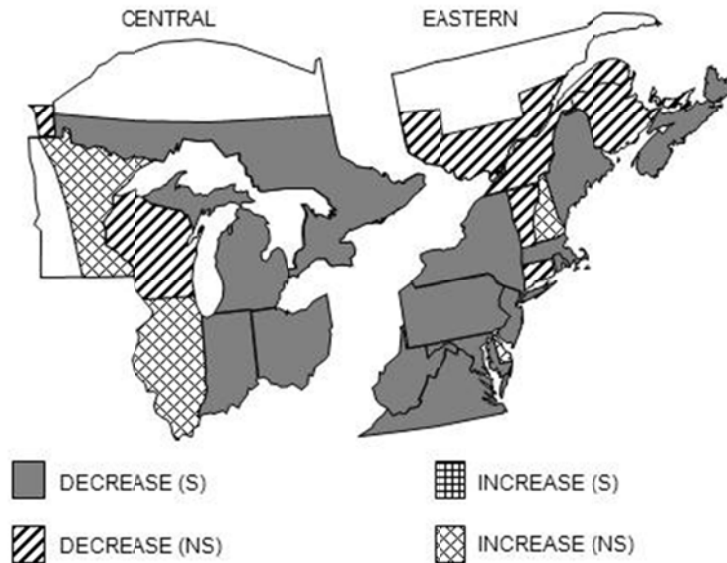 CENTRAL EASTERN
DECREASE (S) INCREASE (S)
DECREASE (NS) INCREASE (NS)